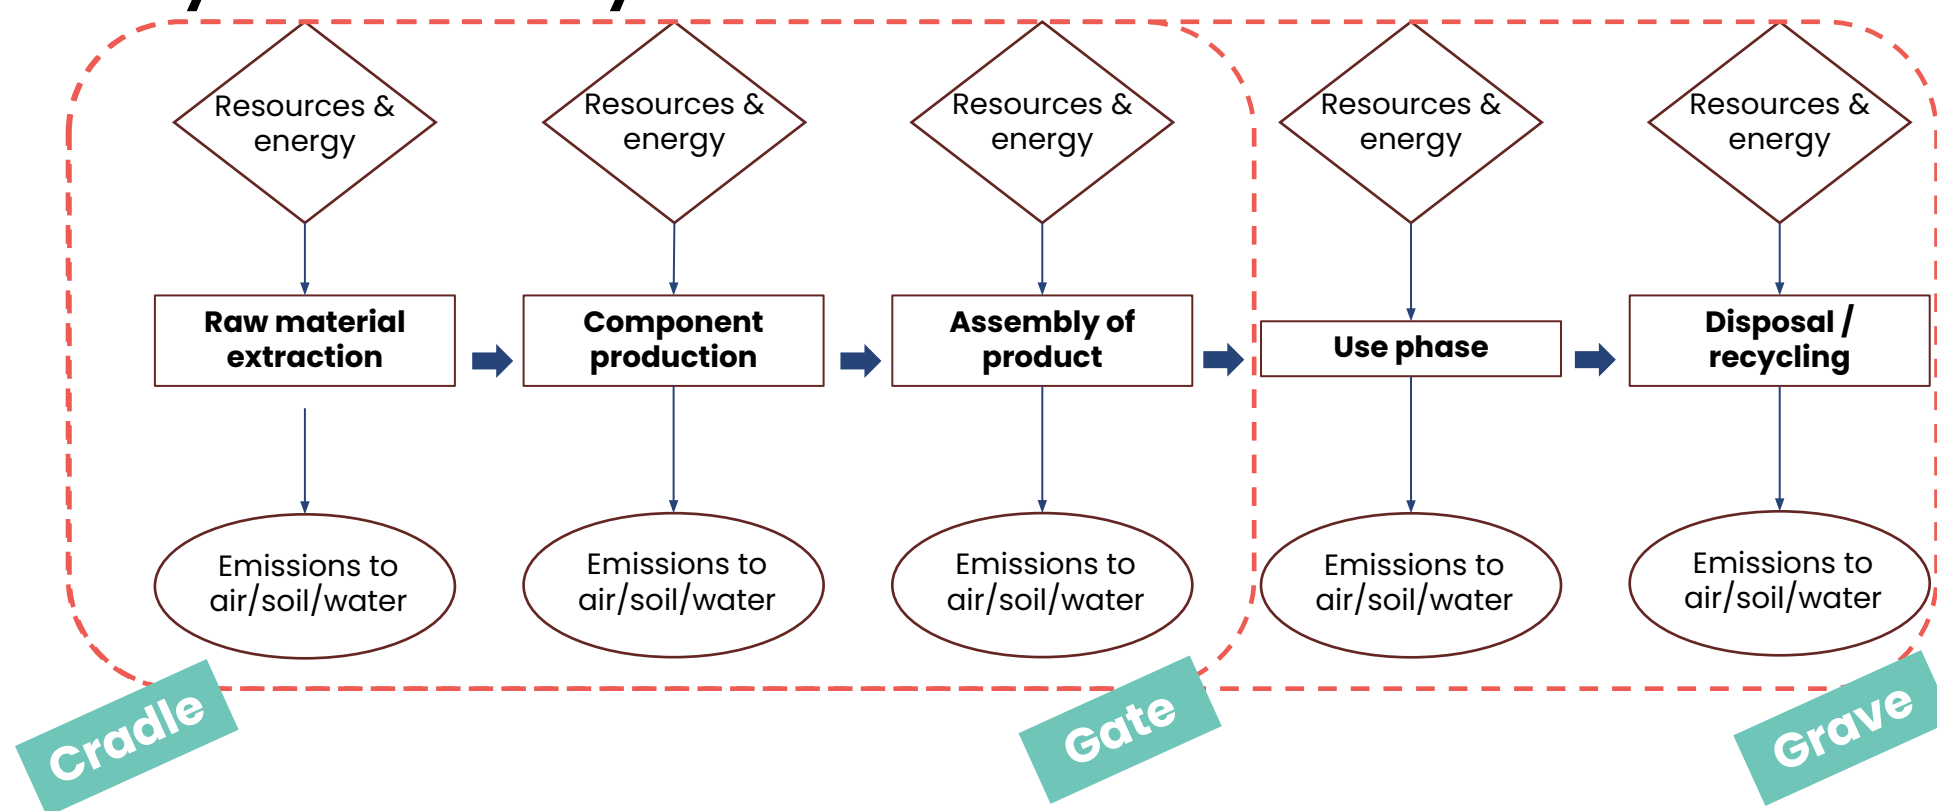 Resources &
energy
Resources &
energy
Resources &
energy
Resources &
energy
Resources &
energy
Raw material
extraction
Component
production
Assembly of
product
Use phase
Disposal /
recycling
Emissions to
air/soil/water
Emissions to
air/soil/water
Emissions to
air/soil/water
Emissions to
air/soil/water
Emissions to
air/soil/water
Cradle
Gate
Grave